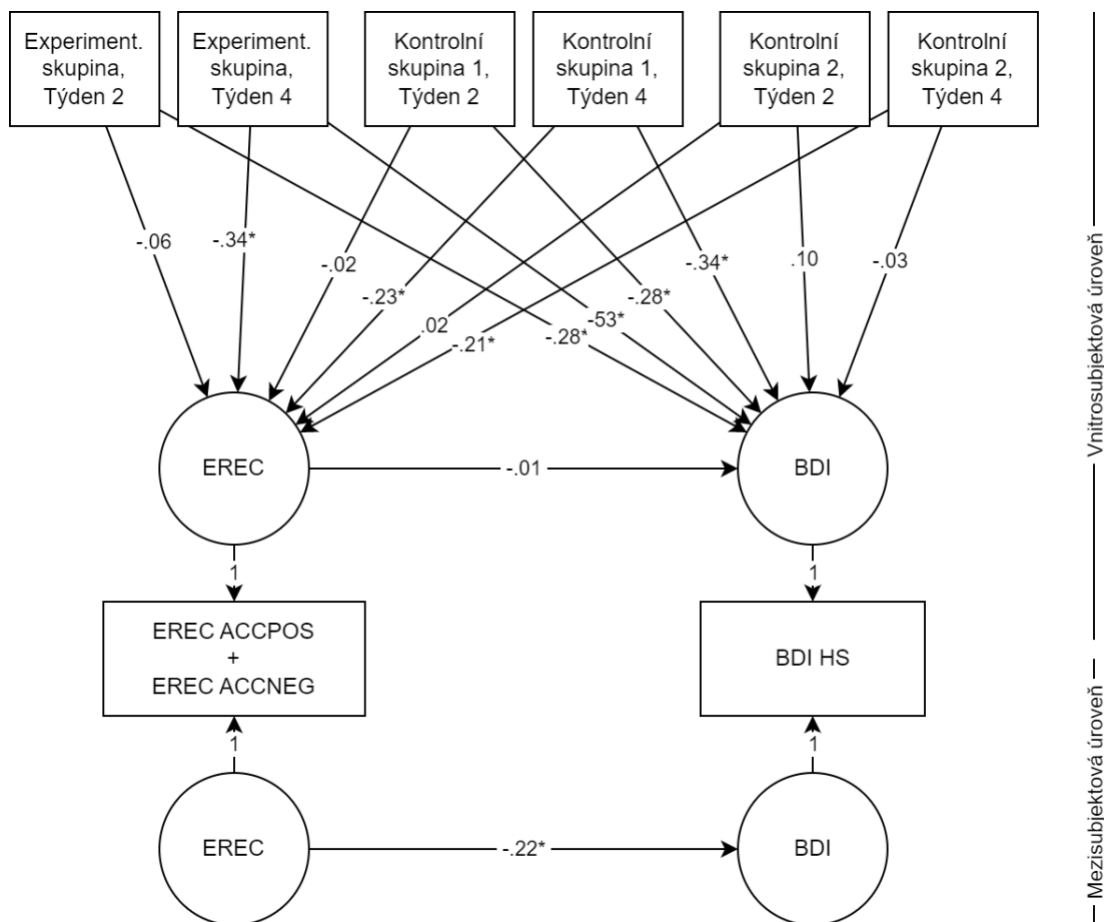 Experiment.
skupina,
Týden 2
Experiment.
skupina,
Týden 4
Kontrolní
skupina 1,
Týden 2
Kontrolní
skupina 1,
Týden 4
Kontrolní
skupina 2,
Týden 2
Kontrolní
skupina 2,
Týden 4
-.06
-.34*
-.02
-.23*
.02
-.21*
-.28*
-53*
-.28*
-.34*
.10
-.03
EREC
-.01
BDI
1
1
EREC ACCPOS
+
EREC ACCNEG
BDI HS
1
1
EREC
-.22*
BDI
Vnitrosubjektová úroveň
Mezisubjektová úroveň